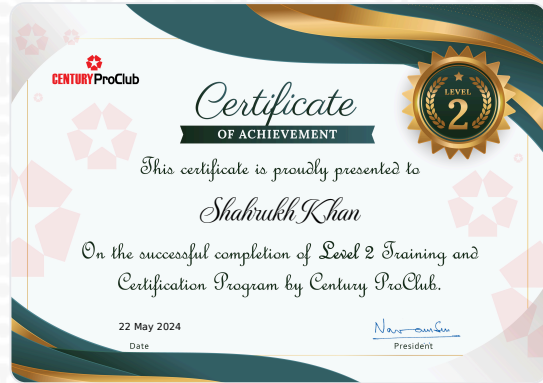 CENTURY ProClub
Certificate
OF ACHIEVEMENT
LEVEL
2
This certificate is proudly presented to
Shahrukh Khan
On the successful completion of Level 2 Training and
Certification Program by Century ProClub.
22 May 2024
Date
President